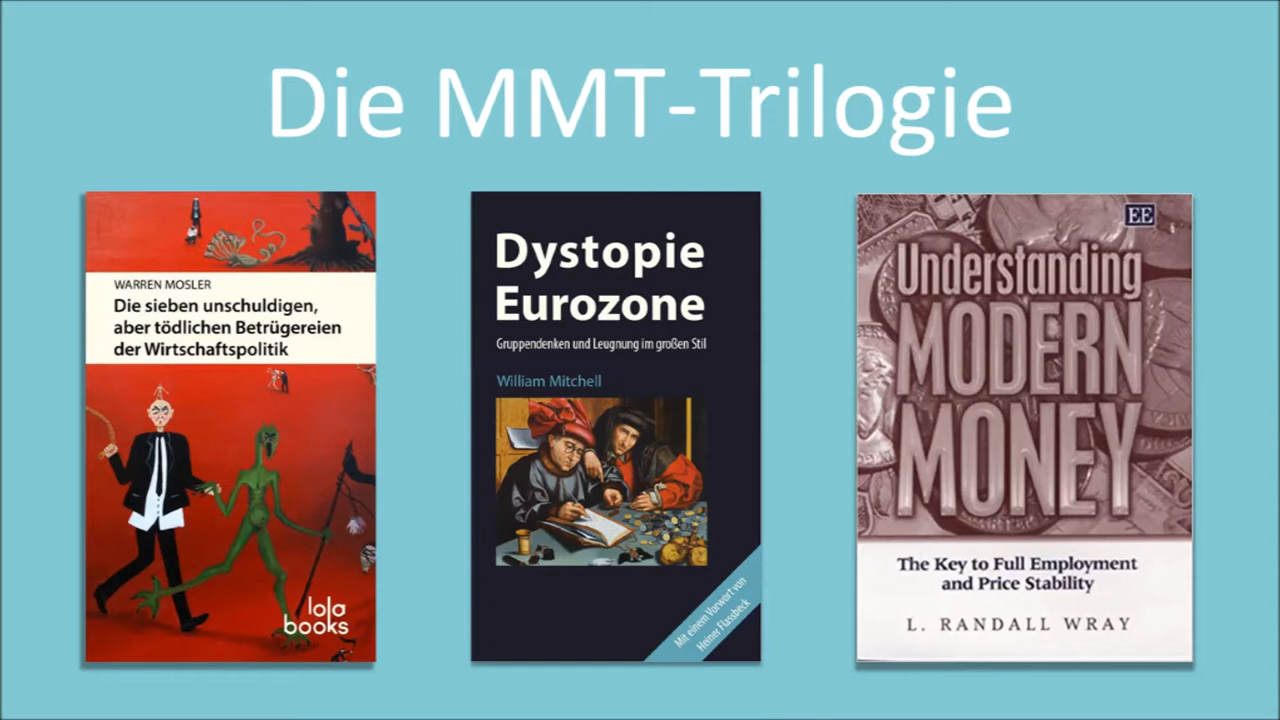 Die MMT-Trilogie
WARREN MOSLER
Die sieben unschuldigen,
aber tödlichen Betrügereien
der Wirtschaftspolitik
lola
books
Dystopie
Eurozone
Gruppendenken und Leugnung im großen Stil
William Mitchell
Mit einem Vorwort von
Heiner Flassbeck
EE
Understanding
MODERN
MONEY
The Key to Full Employment
and Price Stability
L. RANDALL WRAY